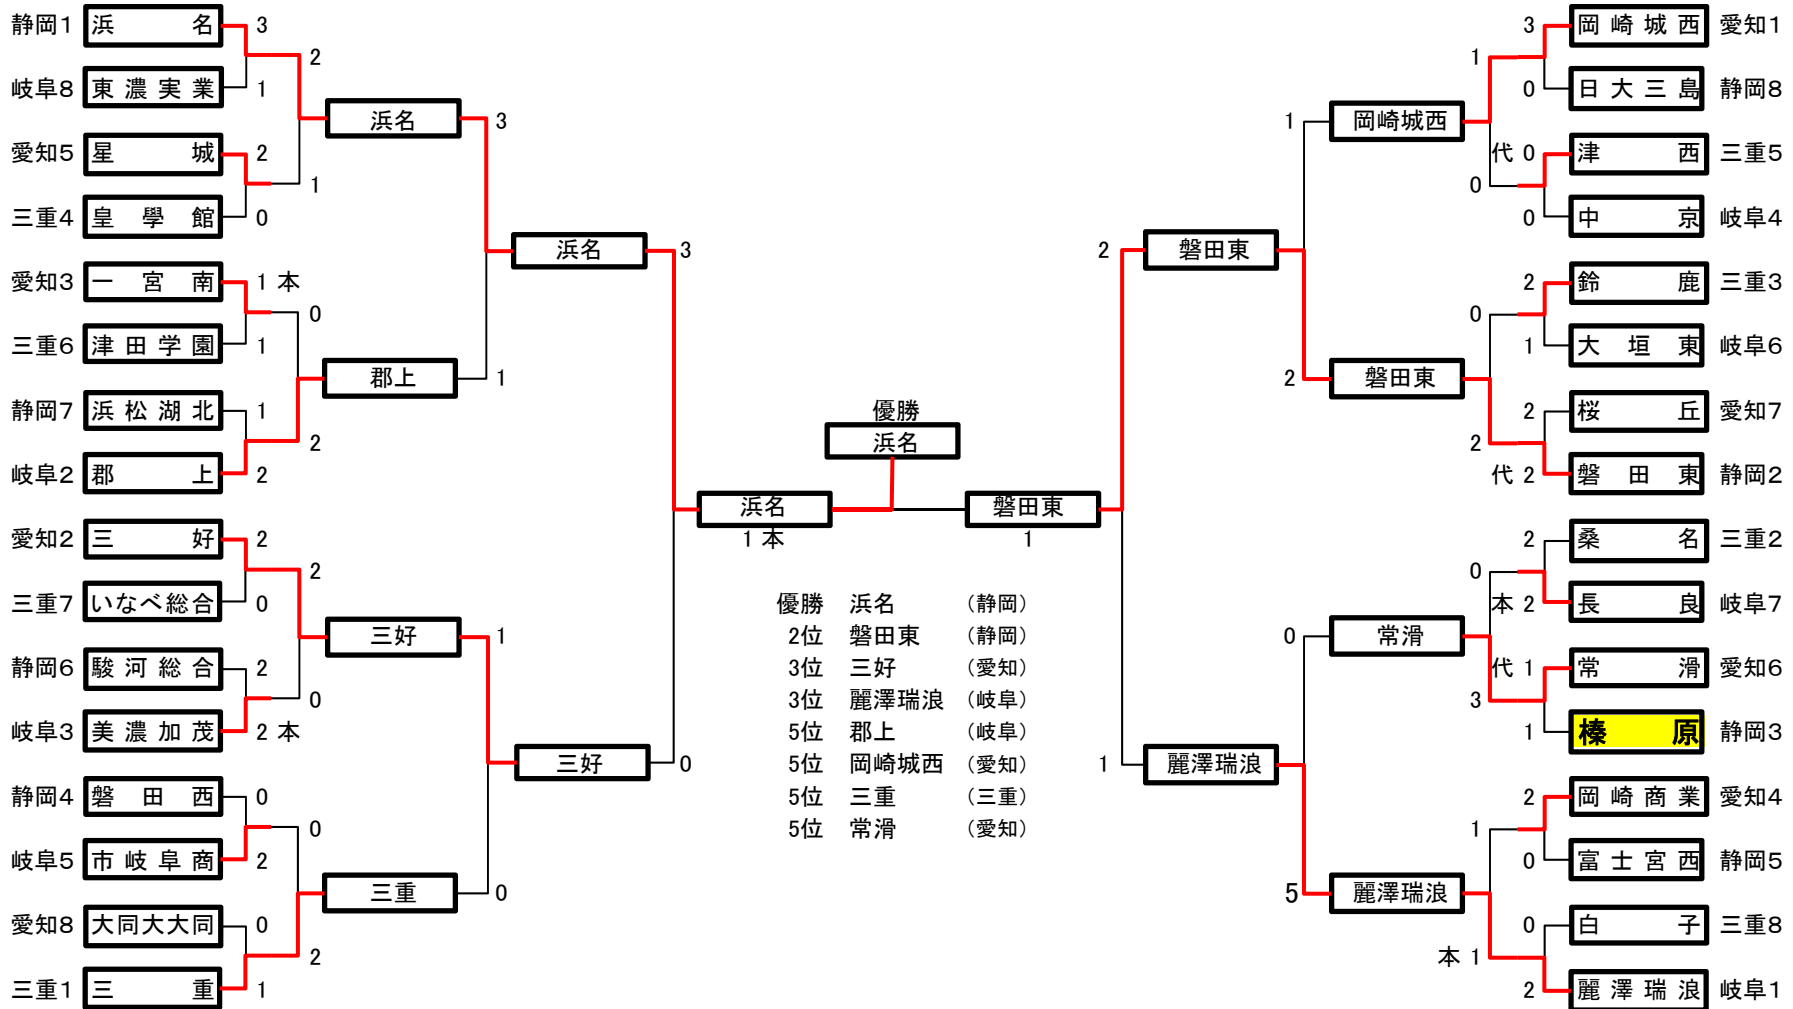 静岡1 浜名 3
2
岐阜8 東濃実業 1
浜名 3
愛知5 星城 2
1
三重4 皇學館 0
浜名 3
愛知3 一宮南 1 本
0
三重6 津田学園 1
郡上 1
静岡7 浜松湖北 1
2
岐阜2 郡上 2
愛知2 三好 2
2
三重7 いなべ総合 0
三好 1
静岡6 駿河総合 2
0
岐阜3 美濃加茂 2 本
三好 0
静岡4 磐田西 0
0
岐阜5 市岐阜商 2
三重 0
愛知8 大同大大同 0
2
三重1 三重 1
優勝
浜名
浜名
1 本
磐田東
1
優勝 浜名 (静岡)
2位 磐田東 (静岡)
3位 三好 (愛知)
3位 麗澤瑞浪 (岐阜)
5位 郡上 (岐阜)
5位 岡崎城西 (愛知)
5位 三重 (三重)
5位 常滑 (愛知)
3 岡崎城西 愛知1
1
0 日大三島 静岡8
1 岡崎城西
代 0 津西 三重5
0
0 中京 岐阜4
2 磐田東
2 鈴鹿 三重3
0
1 大垣東 岐阜6
2 磐田東
2 桜丘 愛知7
2
代 2 磐田東 静岡2
2 桑名 三重2
0
本 2 長良 岐阜7
0 常滑
代 1 常滑 愛知6
3
1 榛原 静岡3
1 麗澤瑞浪
2 岡崎商業 愛知4
1
0 富士宮西 静岡5
5 麗澤瑞浪
0 白子 三重8
本 1
2 麗澤瑞浪 岐阜1